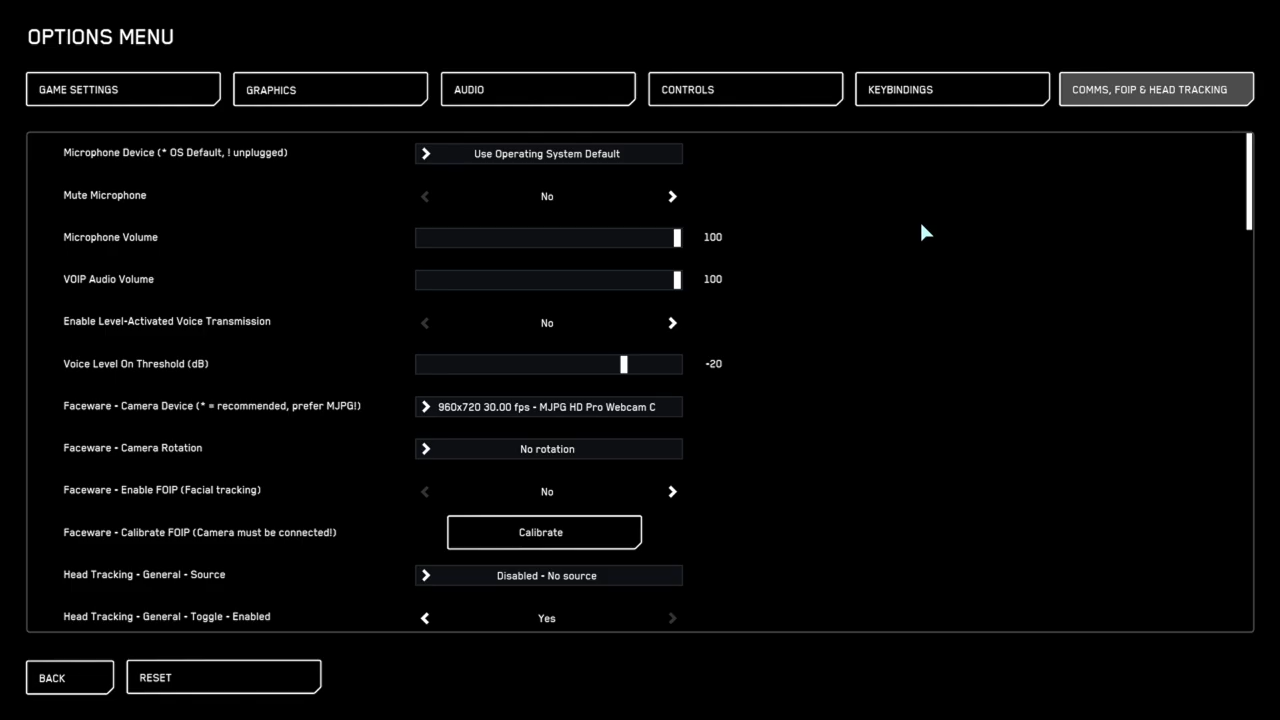 OPTIONS MENU
GAME SETTINGS
GRAPHICS
AUDIO
CONTROLS
KEYBINDINGS
COMMS, FOIP & HEAD TRACKING
Microphone Device (* OS Default, ! unplugged)
Use Operating System Default
Mute Microphone
No
Microphone Volume
100
VOIP Audio Volume
100
Enable Level-Activated Voice Transmission
No
Voice Level On Threshold (dB)
-20
Faceware - Camera Device (* = recommended, prefer MJPG!)
960x720 30.00 fps - MJPG HD Pro Webcam C
Faceware - Camera Rotation
No rotation
Faceware - Enable FOIP (Facial tracking)
No
Faceware - Calibrate FOIP (Camera must be connected!)
Calibrate
Head Tracking - General - Source
Disabled - No source
Head Tracking - General - Toggle - Enabled
Yes
BACK
RESET